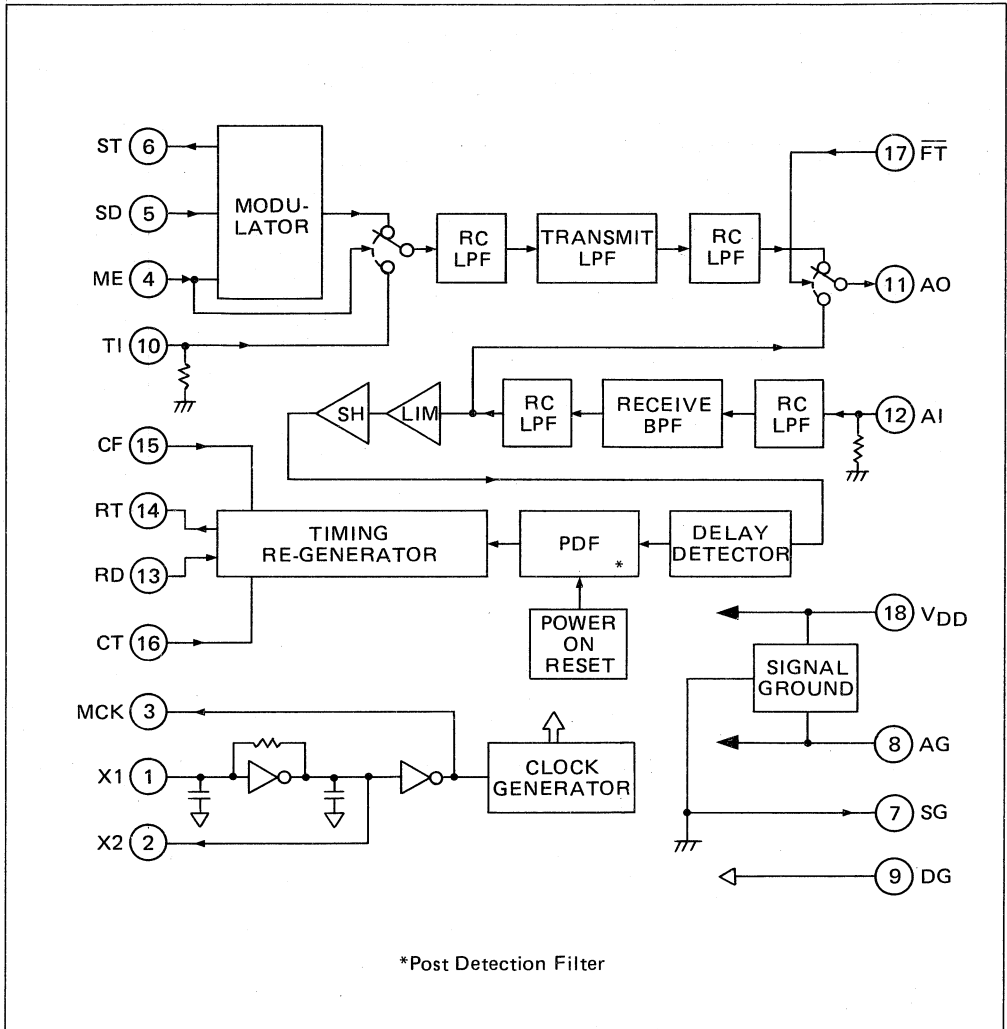 ST 6
SD 5
ME 4
TI 10
MODU-
LATOR
RC
LPF
TRANSMIT
LPF
RC
LPF
17 F̅T̅
11 AO
SH
LIM
RC
LPF
RECEIVE
BPF
RC
LPF
12 AI
CF 15
RT 14
RD 13
CT 16
TIMING
RE-GENERATOR
PDF
*
DELAY
DETECTOR
POWER
ON
RESET
18 VDD
SIGNAL
GROUND
8 AG
7 SG
9 DG
MCK 3
X1 1
X2 2
CLOCK
GENERATOR
*Post Detection Filter